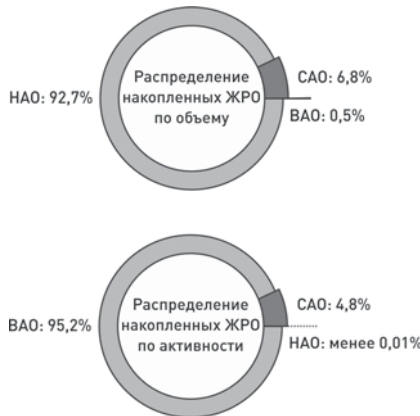 Распределение
накопленных ЖРО
по объему
НАО: 92,7%
САО: 6,8%
ВАО: 0,5%
Распределение
накопленных ЖРО
по активности
ВАО: 95,2%
САО: 4,8%
НАО: менее 0,01%